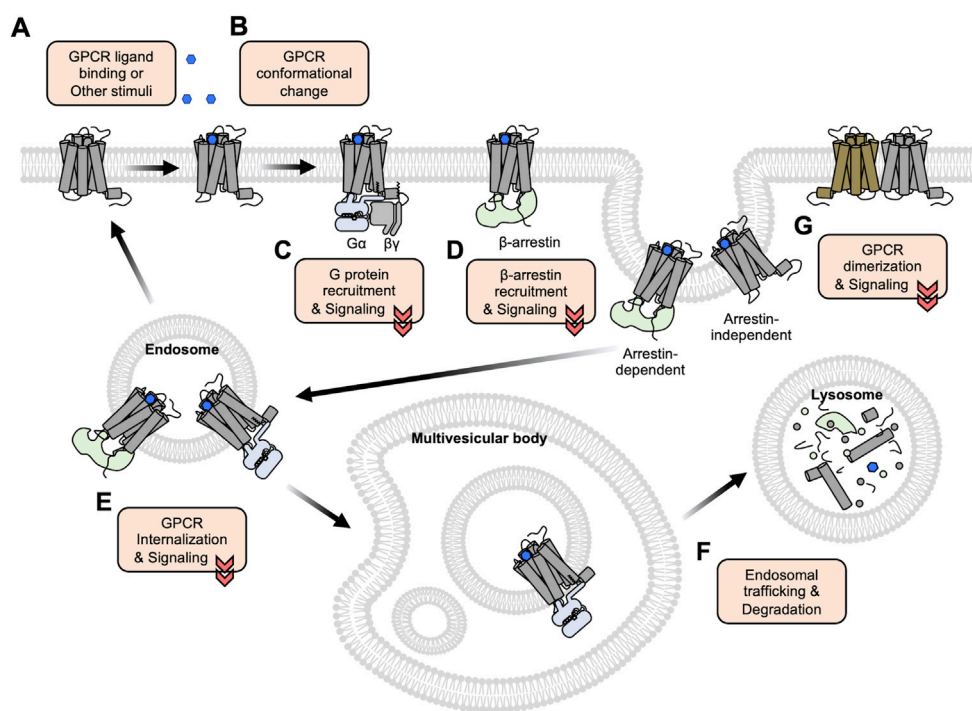 A
GPCR ligand
binding or
Other stimuli
B
GPCR
conformational
change
Gα
βγ
β-arrestin
C
G protein
recruitment
& Signaling
D
β-arrestin
recruitment
& Signaling
G
GPCR
dimerization
& Signaling
Arrestin-
independent
Arrestin-
dependent
Endosome
Multivesicular body
Lysosome
E
GPCR
Internalization
& Signaling
F
Endosomal
trafficking &
Degradation